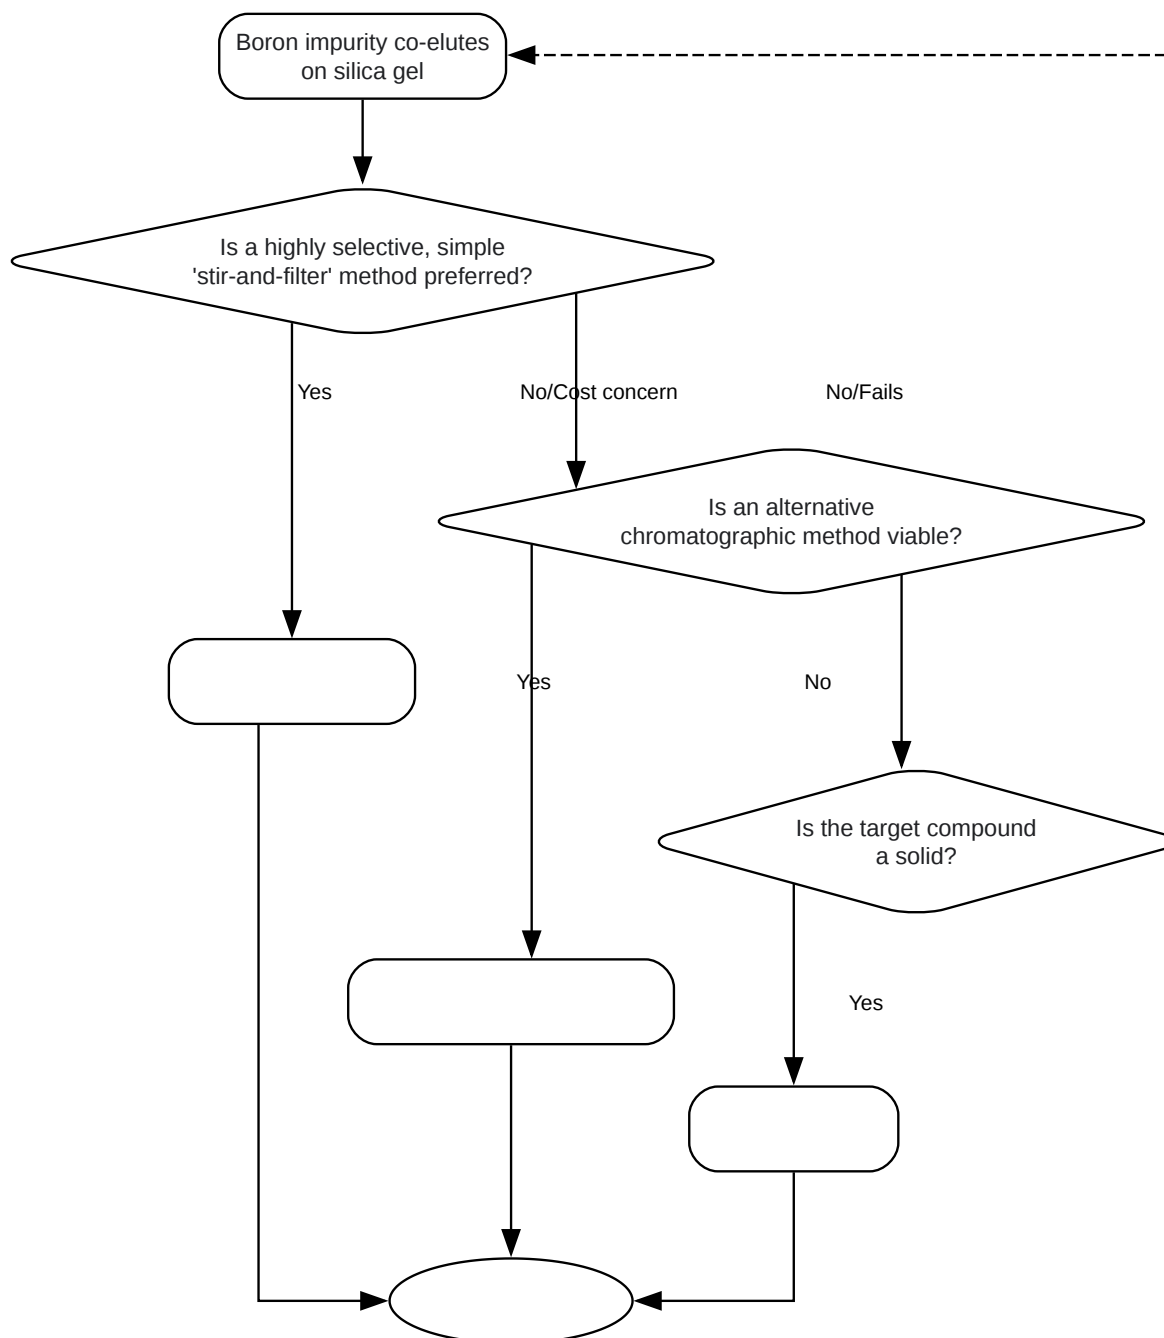 Boron impurity co-elutes
on silica gel
Is a highly selective, simple
'stir-and-filter' method preferred?
Yes
No/Cost concern
No/Fails
Is an alternative
chromatographic method viable?
Yes
No
Is the target compound
a solid?
Yes